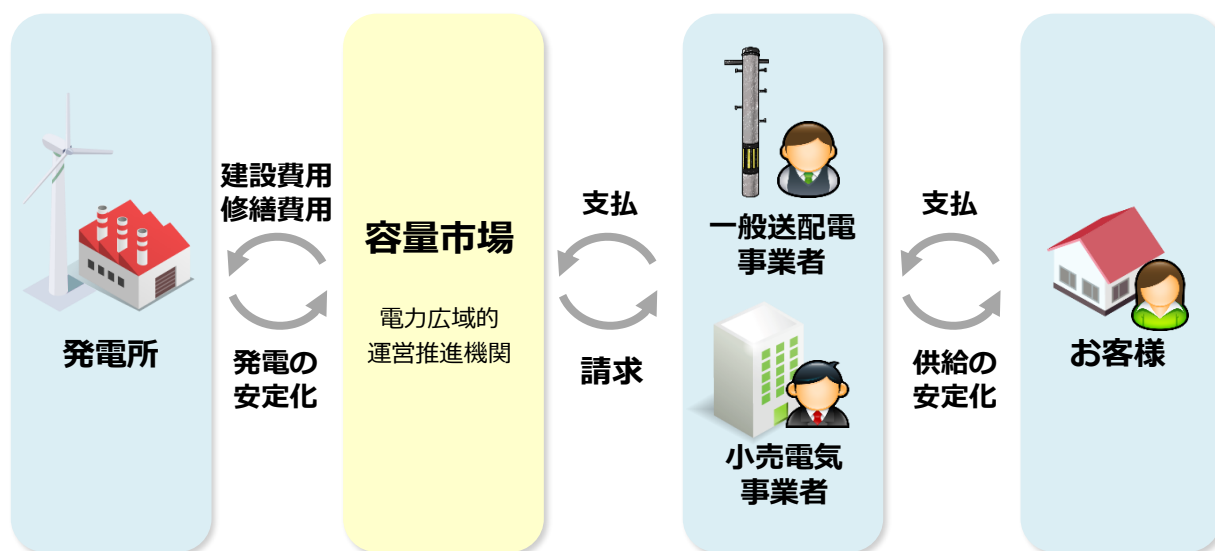 発電所
建設費用
修繕費用
発電の
安定化
容量市場
電力広域的
運営推進機関
支払
請求
一般送配電
事業者
小売電気
事業者
支払
供給の
安定化
お客様